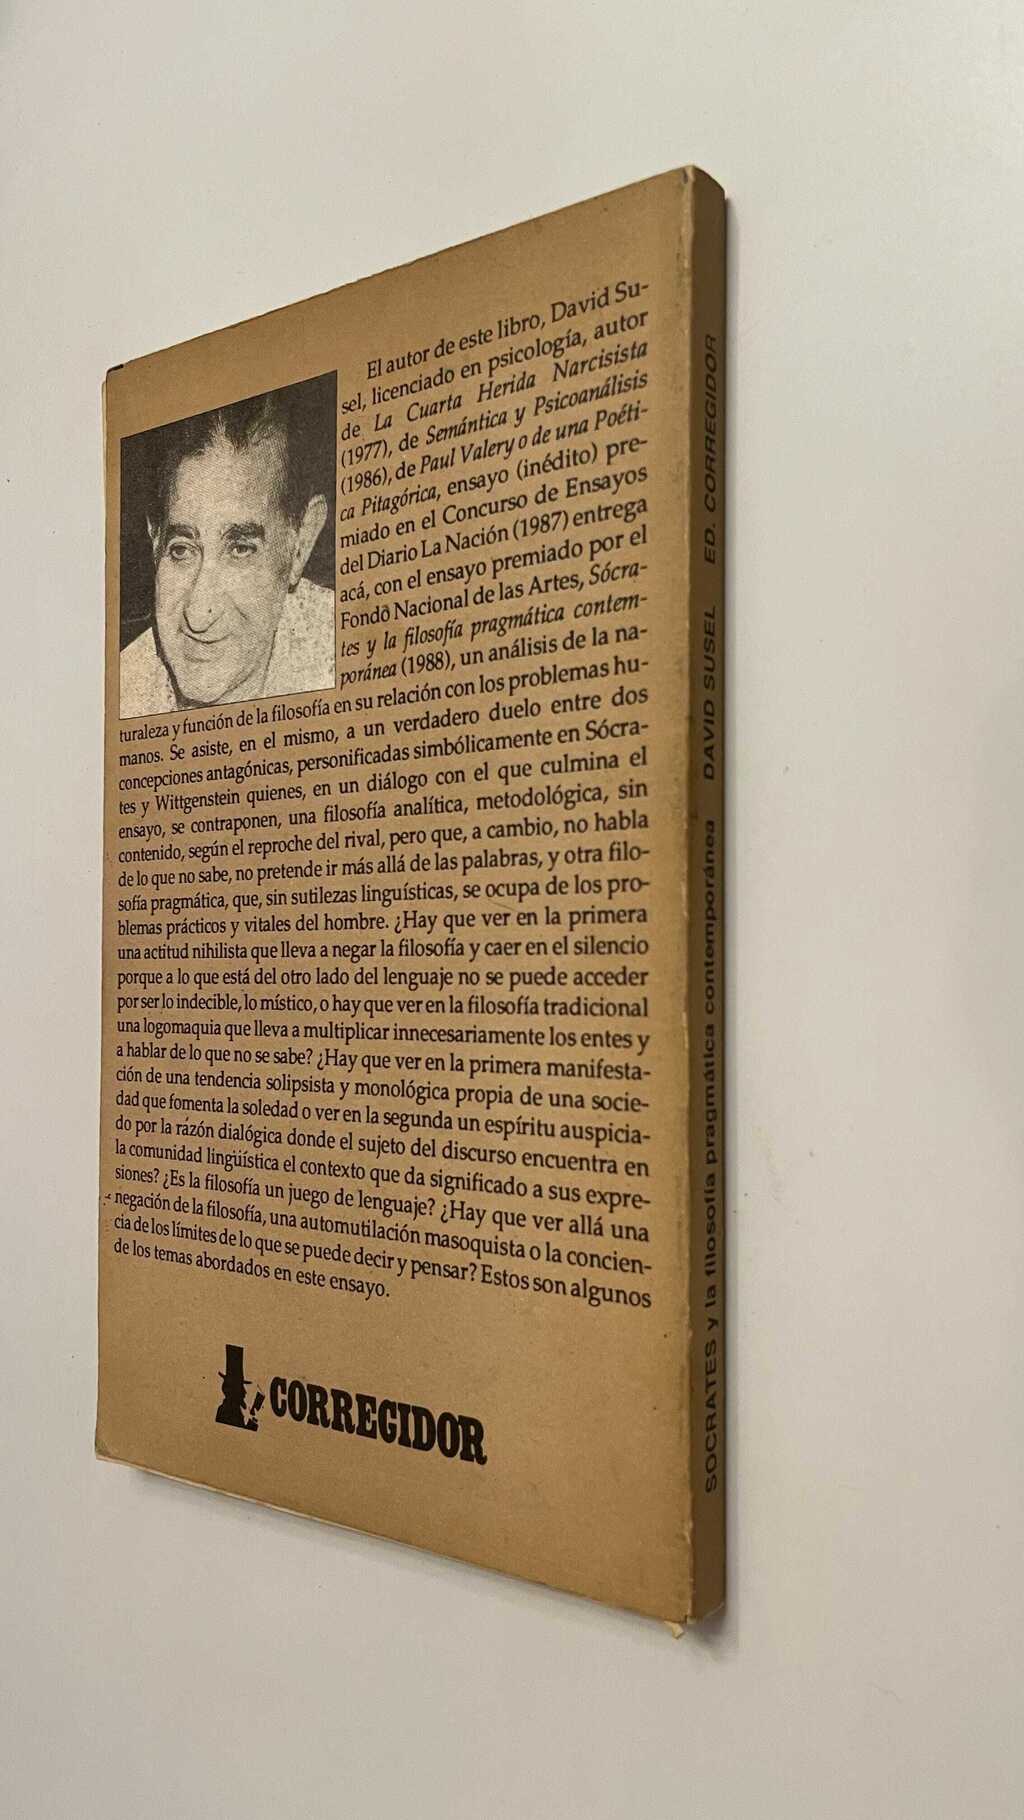 El autor de este libro, David Su-
sel, licenciado en psicología, autor
de La Cuarta Herida Narcisista
(1977), de Semántica y Psicoanálisis
(1986), de Paul Valery o de una Poéti-
ca Pitagórica, ensayo (inédito) pre-
miado en el Concurso de Ensayos
del Diario La Nación (1987) entrega
acá, con el ensayo premiado por el
Fondo Nacional de las Artes, Sócra-
tes y la filosofía pragmática contem-
poránea (1988), un análisis de la na-
turaleza y función de la filosofía en su relación con los problemas hu-
manos. Se asiste, en el mismo, a un verdadero duelo entre dos
concepciones antagónicas, personificadas simbólicamente en Sócra-
tes y Wittgenstein quienes, en un diálogo con el que culmina el
ensayo, se contraponen, una filosofía analítica, metodológica, sin
contenido, según el reproche del rival, pero que, a cambio, no habla
de lo que no sabe, no pretende ir más allá de las palabras, y otra filo-
sofía pragmática, que, sin sutilezas linguísticas, se ocupa de los pro-
blemas prácticos y vitales del hombre. ¿Hay que ver en la primera
una actitud nihilista que lleva a negar la filosofía y caer en el silencio
porque a lo que está del otro lado del lenguaje no se puede acceder
por ser lo indecible, lo místico, o hay que ver en la filosofía tradicional
una logomaquia que lleva a multiplicar innecesariamente los entes y
a hablar de lo que no se sabe? ¿Hay que ver en la primera manifesta-
ción de una tendencia solipsista y monológica propia de una socie-
dad que fomenta la soledad o ver en la segunda un espíritu auspicia-
do por la razón dialógica donde el sujeto del discurso encuentra en
la comunidad lingüística el contexto que da significado a sus expre-
siones? ¿Es la filosofía un juego de lenguaje? ¿Hay que ver allá una
negación de la filosofía, una automutilación masoquista o la concien-
cia de los límites de lo que se puede decir y pensar? Estos son algunos
de los temas abordados en este ensayo.
CORREGIDOR
SOCRATES y la filosofía pragmática contemporánea DAVID SUSEL ED. CORREGIDOR